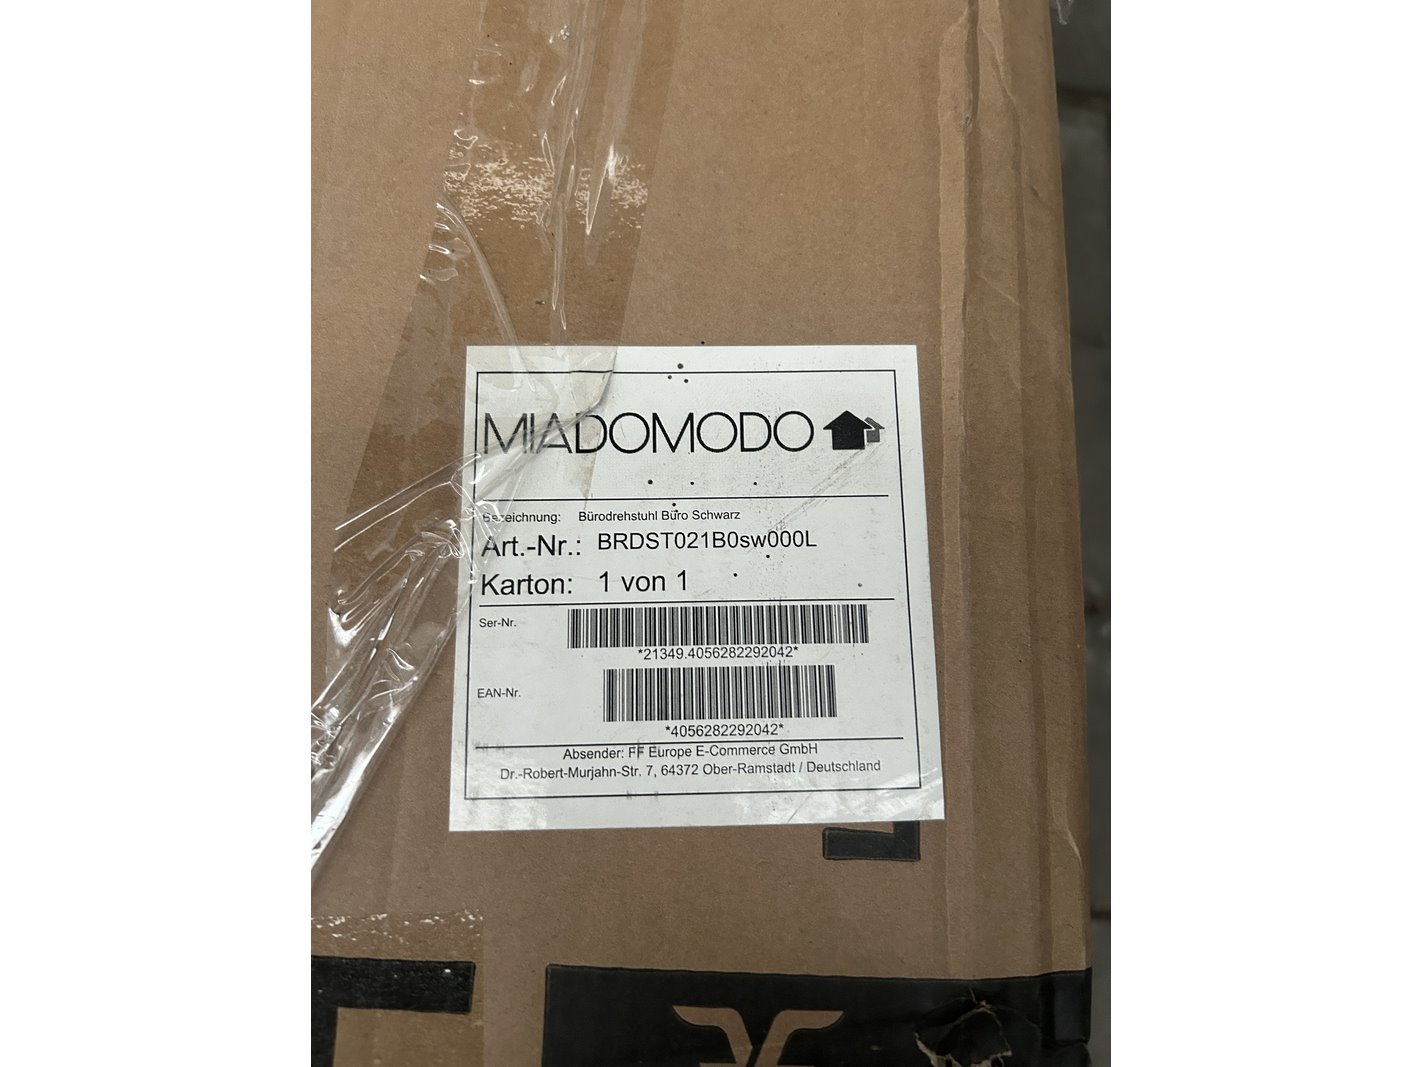 MIADOMODO
Bezeichnung: Bürodrehstuhl Büro Schwarz
Art.-Nr.: BRDST021B0sw000L
Karton: 1 von 1
Ser-Nr.
*21349.4056282292042*
EAN-Nr.
*4056282292042*
Absender: FF Europe E-Commerce GmbH
Dr.-Robert-Murjahn-Str. 7, 64372 Ober-Ramstadt / Deutschland